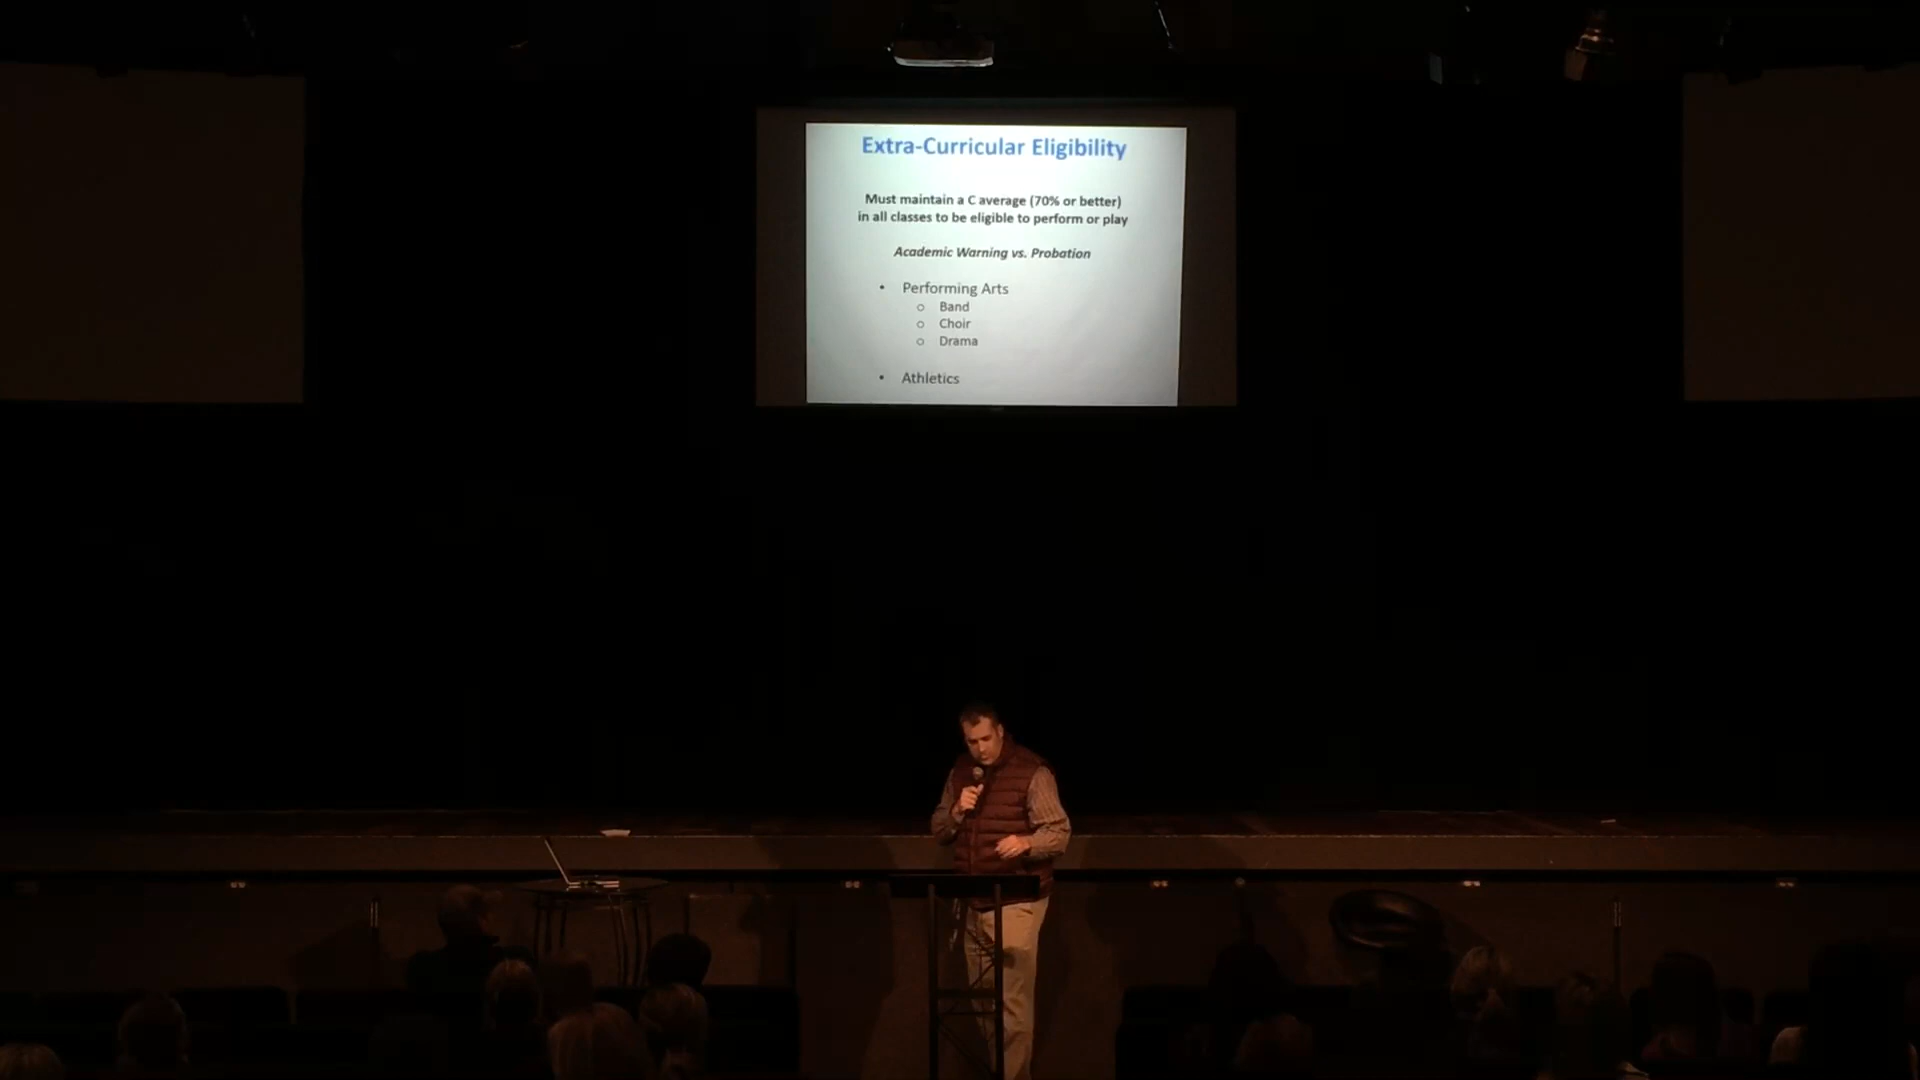 Extra-Curricular Eligibility
Must maintain a C average (70% or better)
in all classes to be eligible to perform or play
Academic Warning vs. Probation
• Performing Arts
o Band
o Choir
o Drama
• Athletics